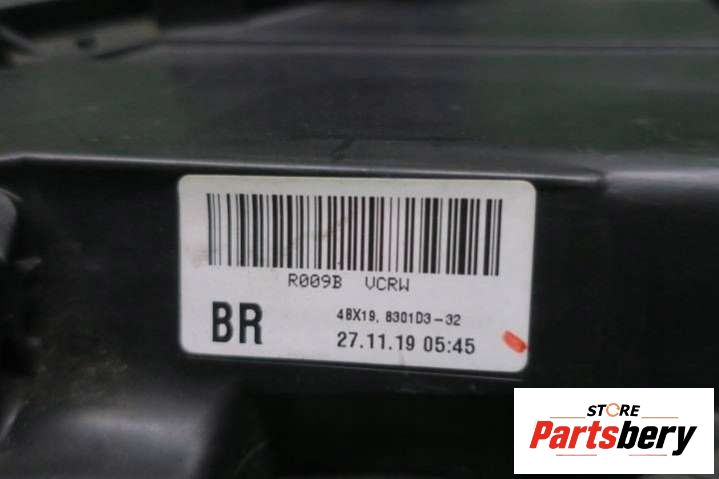 R009B VCRW
BR
48X19, 8301D3-32
27.11.19 05:45
STORE
Partsbery